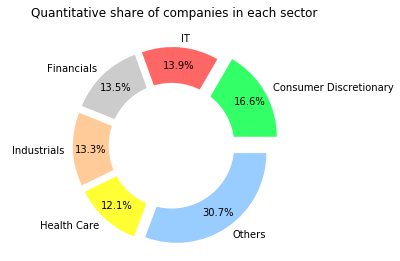 Quantitative share of companies in each sector
IT
13.9%
Financials
13.5%
Consumer Discretionary
16.6%
Industrials
13.3%
Health Care
12.1%
30.7%
Others